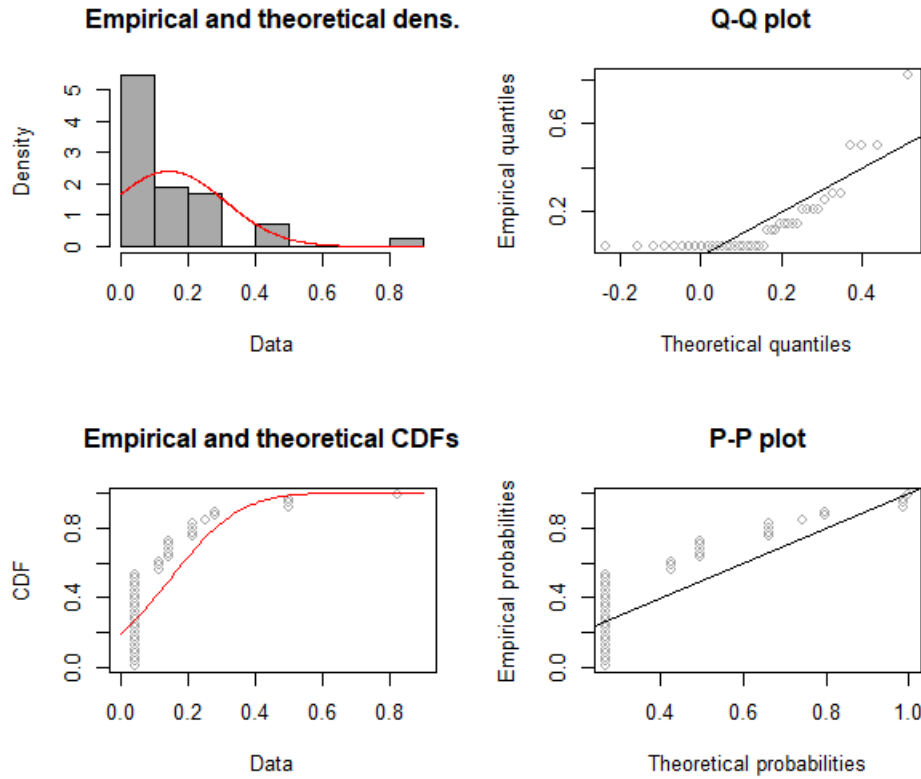 Empirical and theoretical dens.
Density
0 1 2 3 4 5
0.0 0.2 0.4 0.6 0.8
Data
Q-Q plot
Empirical quantiles
0.2 0.6
-0.2 0.0 0.2 0.4
Theoretical quantiles
Empirical and theoretical CDFs
CDF
0.0 0.4 0.8
0.0 0.2 0.4 0.6 0.8
Data
P-P plot
Empirical probabilities
0.0 0.4 0.8
0.4 0.6 0.8 1.0
Theoretical probabilities